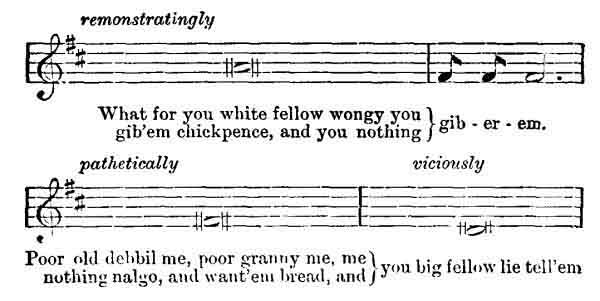 remonstratingly
What for you white fellow wongy you
gib'em chickpence, and you nothing } gib - er - em.
pathetically viciously
Poor old debbil me, poor granny me, me
nothing nalgo, and want'em bread, and } you big fellow lie tell'em